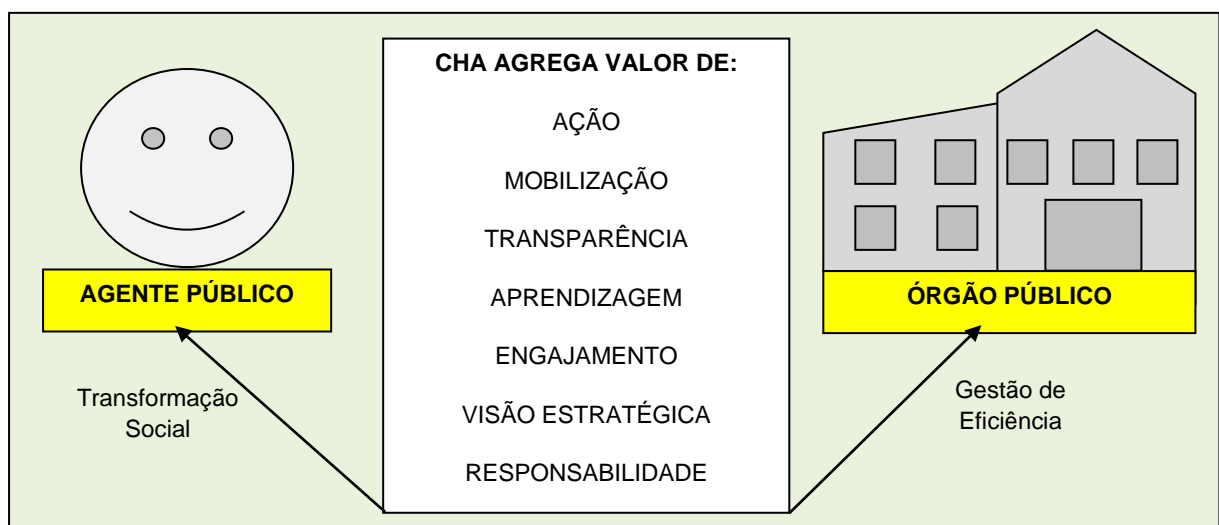 CHA AGREGA VALOR DE:
AÇÃO
MOBILIZAÇÃO
TRANSPARÊNCIA
APRENDIZAGEM
ENGAJAMENTO
VISÃO ESTRATÉGICA
RESPONSABILIDADE
AGENTE PÚBLICO
Transformação
Social
ÓRGÃO PÚBLICO
Gestão de
Eficiência